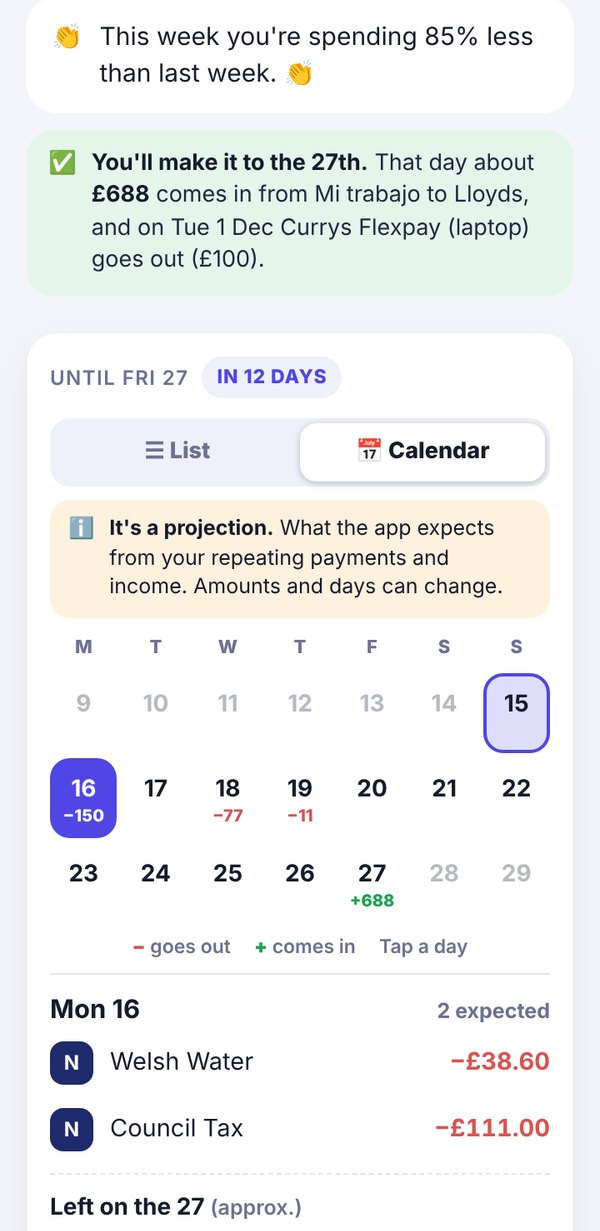 👏 This week you're spending 85% less
than last week. 👏
✅ You'll make it to the 27th. That day about
£688 comes in from Mi trabajo to Lloyds,
and on Tue 1 Dec Currys Flexpay (laptop)
goes out (£100).
UNTIL FRI 27 IN 12 DAYS
☰ List 📅 Calendar
ℹ️ It's a projection. What the app expects
from your repeating payments and
income. Amounts and days can change.
M T W T F S S
9 10 11 12 13 14 15
16 17 18 19 20 21 22
−150 −77 −11
23 24 25 26 27 28 29
+688
− goes out + comes in Tap a day
Mon 16 2 expected
N Welsh Water −£38.60
N Council Tax −£111.00
Left on the 27 (approx.)